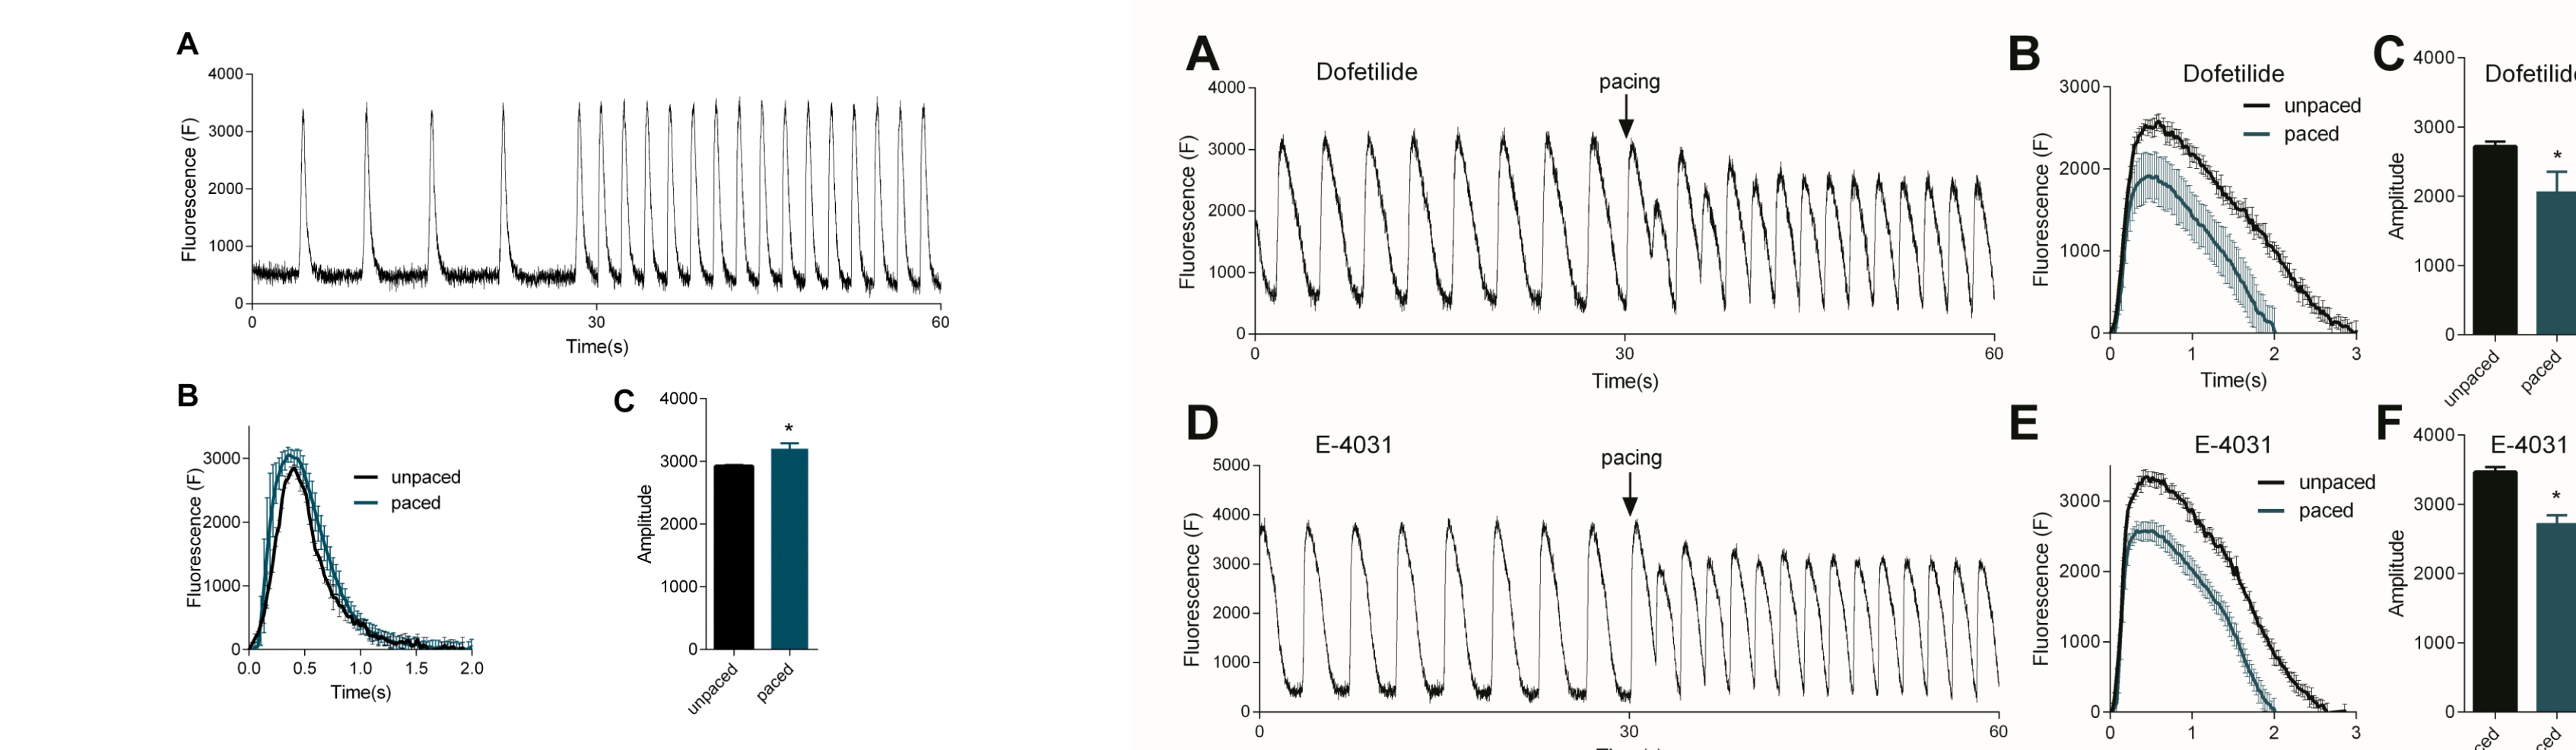 A
4000
3000
2000
1000
0
Fluorescence (F)
0 30 60
Time(s)
B
3000
2000
1000
0
Fluorescence (F)
unpaced
paced
0.0 0.5 1.0 1.5 2.0
Time(s)
C
4000
3000
2000
1000
0
Amplitude
*
unpaced
paced
A
Dofetilide
pacing
4000
3000
2000
1000
0
Fluorescence (F)
0 30 60
Time(s)
B
Dofetilide
unpaced
paced
3000
2000
1000
0
Fluorescence (F)
0 1 2 3
Time(s)
C
Dofetilid
4000
3000
2000
1000
0
Amplitude
*
unpaced
paced
D
E-4031
pacing
5000
4000
3000
2000
1000
0
Fluorescence (F)
0 30 60
E
E-4031
unpaced
paced
3000
2000
1000
0
Fluorescence (F)
0 1 2 3
F
E-4031
4000
3000
2000
1000
0
Amplitude
*